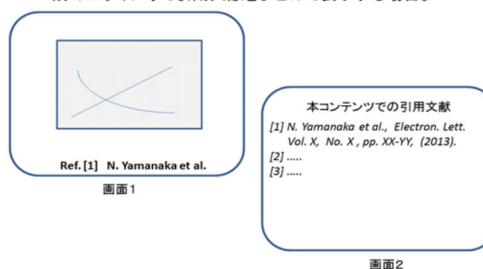 Ref. [1] N. Yamanaka et al.
画面1
本コンテンツでの引用文献
[1] N. Yamanaka et al., Electron. Lett.
Vol. X, No. X , pp. XX-YY, (2013).
[2] .....
[3] .....
画面2